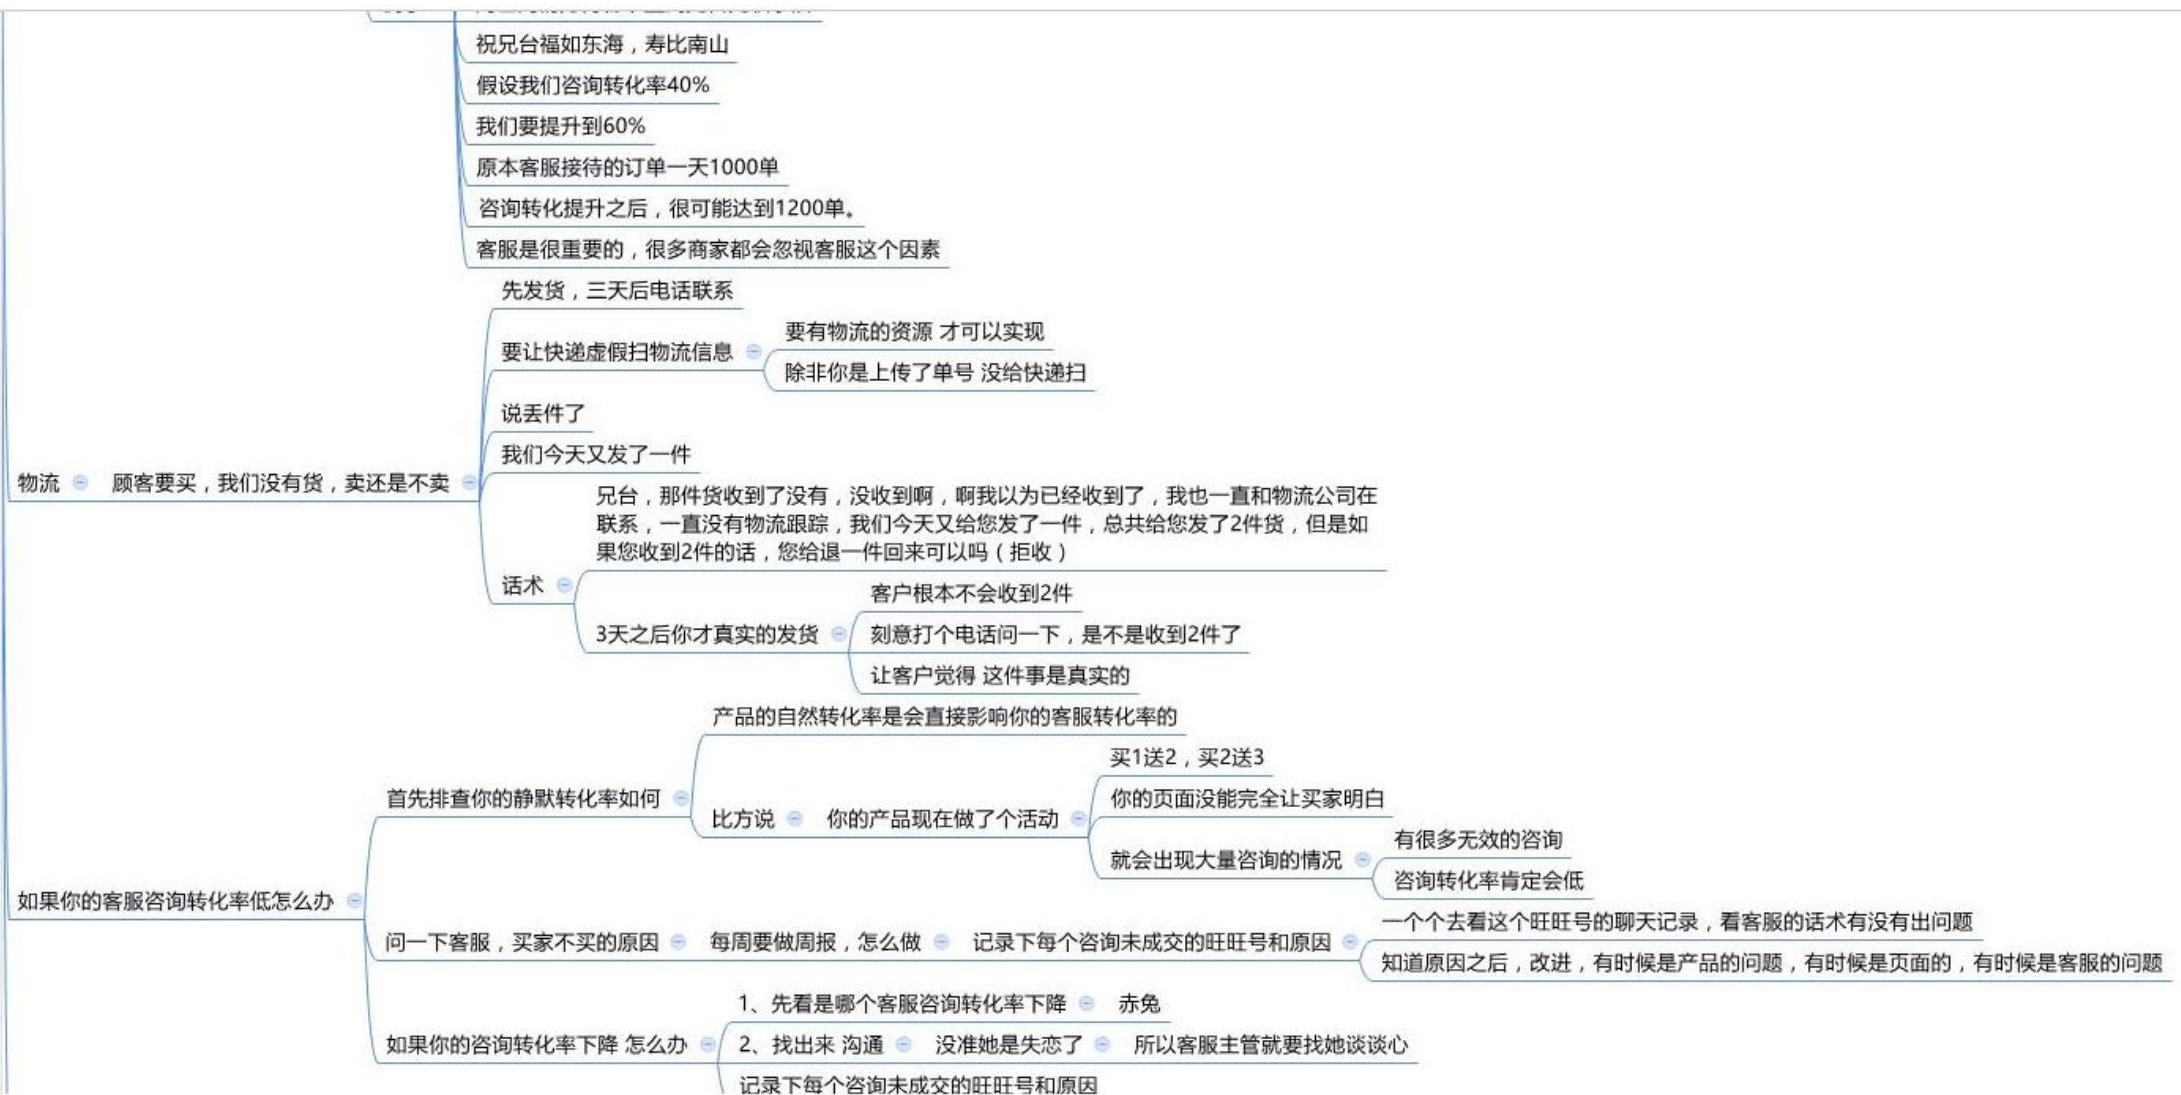 祝兄台福如东海，寿比南山
假设我们咨询转化率40%
我们要提升到60%
原本客服接待的订单一天1000单
咨询转化提升之后，很可能达到1200单。
客服是很重要的，很多商家都会忽视客服这个因素
物流
顾客要买，我们没有货，卖还是不卖
先发货，三天后电话联系
要让快递虚假扫物流信息
要有物流的资源 才可以实现
除非你是上传了单号 没给快递扫
说丢件了
我们今天又发了一件
话术
兄台，那件货收到了没有，没收到啊，啊我以为已经收到了，我也一直和物流公司在
联系，一直没有物流跟踪，我们今天又给您发了一件，总共给您发了2件货，但是如
果您收到2件的话，您给退一件回来可以吗（拒收）
3天之后你才真实的发货
客户根本不会收到2件
刻意打个电话问一下，是不是收到2件了
让客户觉得 这件事是真实的
如果你的客服咨询转化率低怎么办
首先排查你的静默转化率如何
产品的自然转化率是会直接影响你的客服转化率的
比方说
你的产品现在做了个活动
买1送2，买2送3
你的页面没能完全让买家明白
就会出现大量咨询的情况
有很多无效的咨询
咨询转化率肯定会低
问一下客服，买家不买的原因
每周要做周报，怎么做
记录下每个咨询未成交的旺旺号和原因
一个个去看这个旺旺号的聊天记录，看客服的话术有没有出问题
知道原因之后，改进，有时候是产品的问题，有时候是页面的，有时候是客服的问题
如果你的咨询转化率下降 怎么办
1、先看是哪个客服咨询转化率下降
赤兔
2、找出来 沟通
没准她是失恋了
所以客服主管就要找她谈谈心
记录下每个咨询未成交的旺旺号和原因